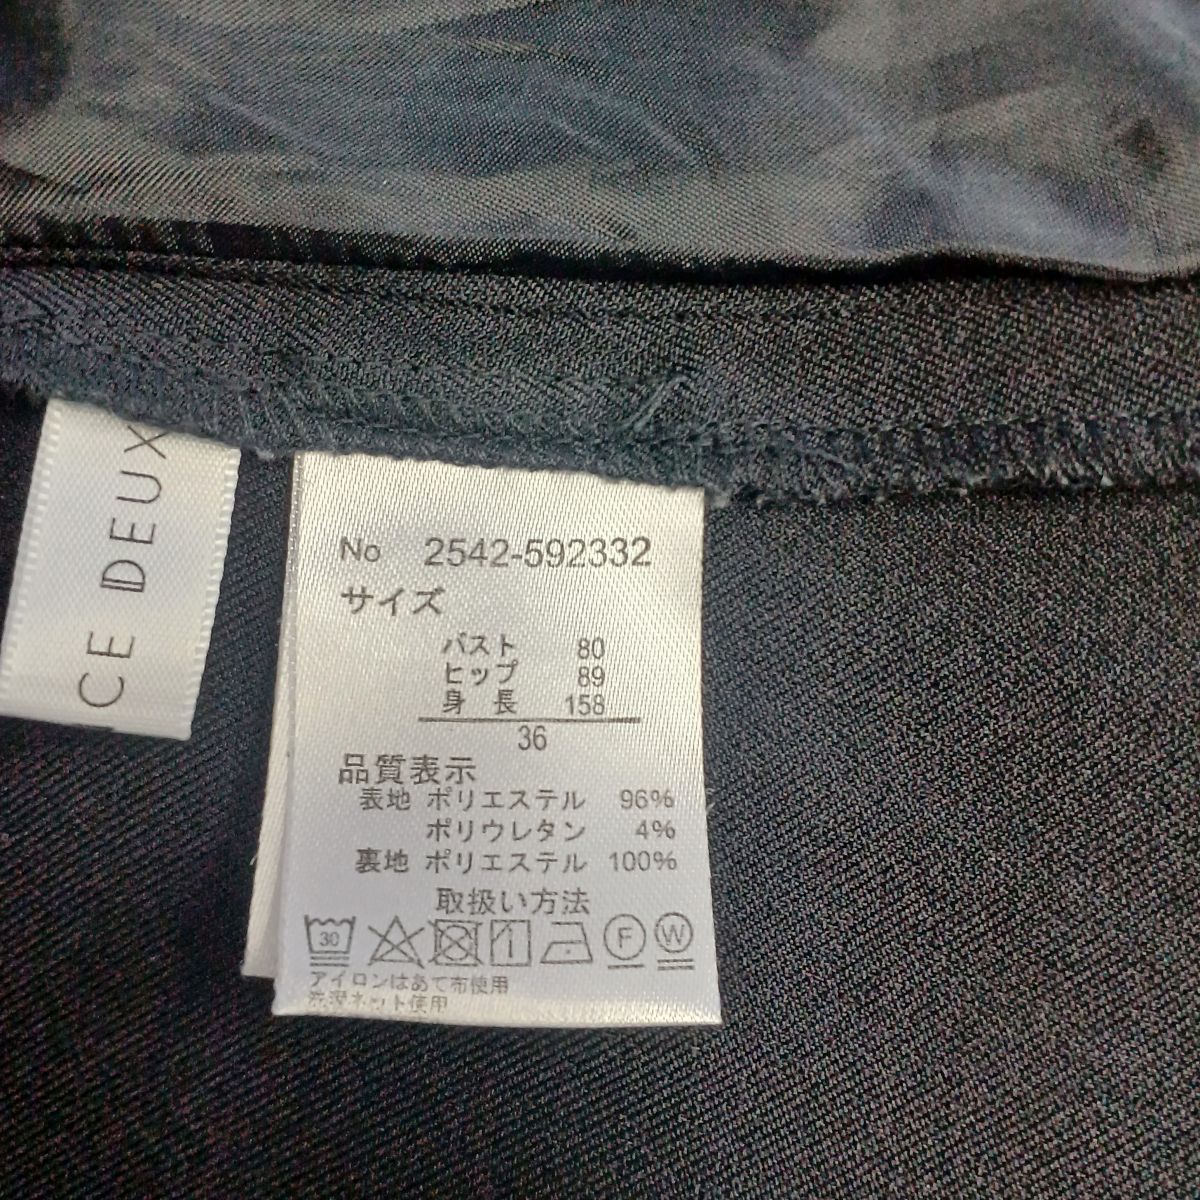 CE DEUX
No 2542-592332
サイズ
バスト 80
ヒップ 89
身長 158
36
品質表示
表地 ポリエステル 96%
ポリウレタン 4%
裏地 ポリエステル 100%
取扱い方法
30 F W
アイロンはあて布使用
洗濯ネット使用